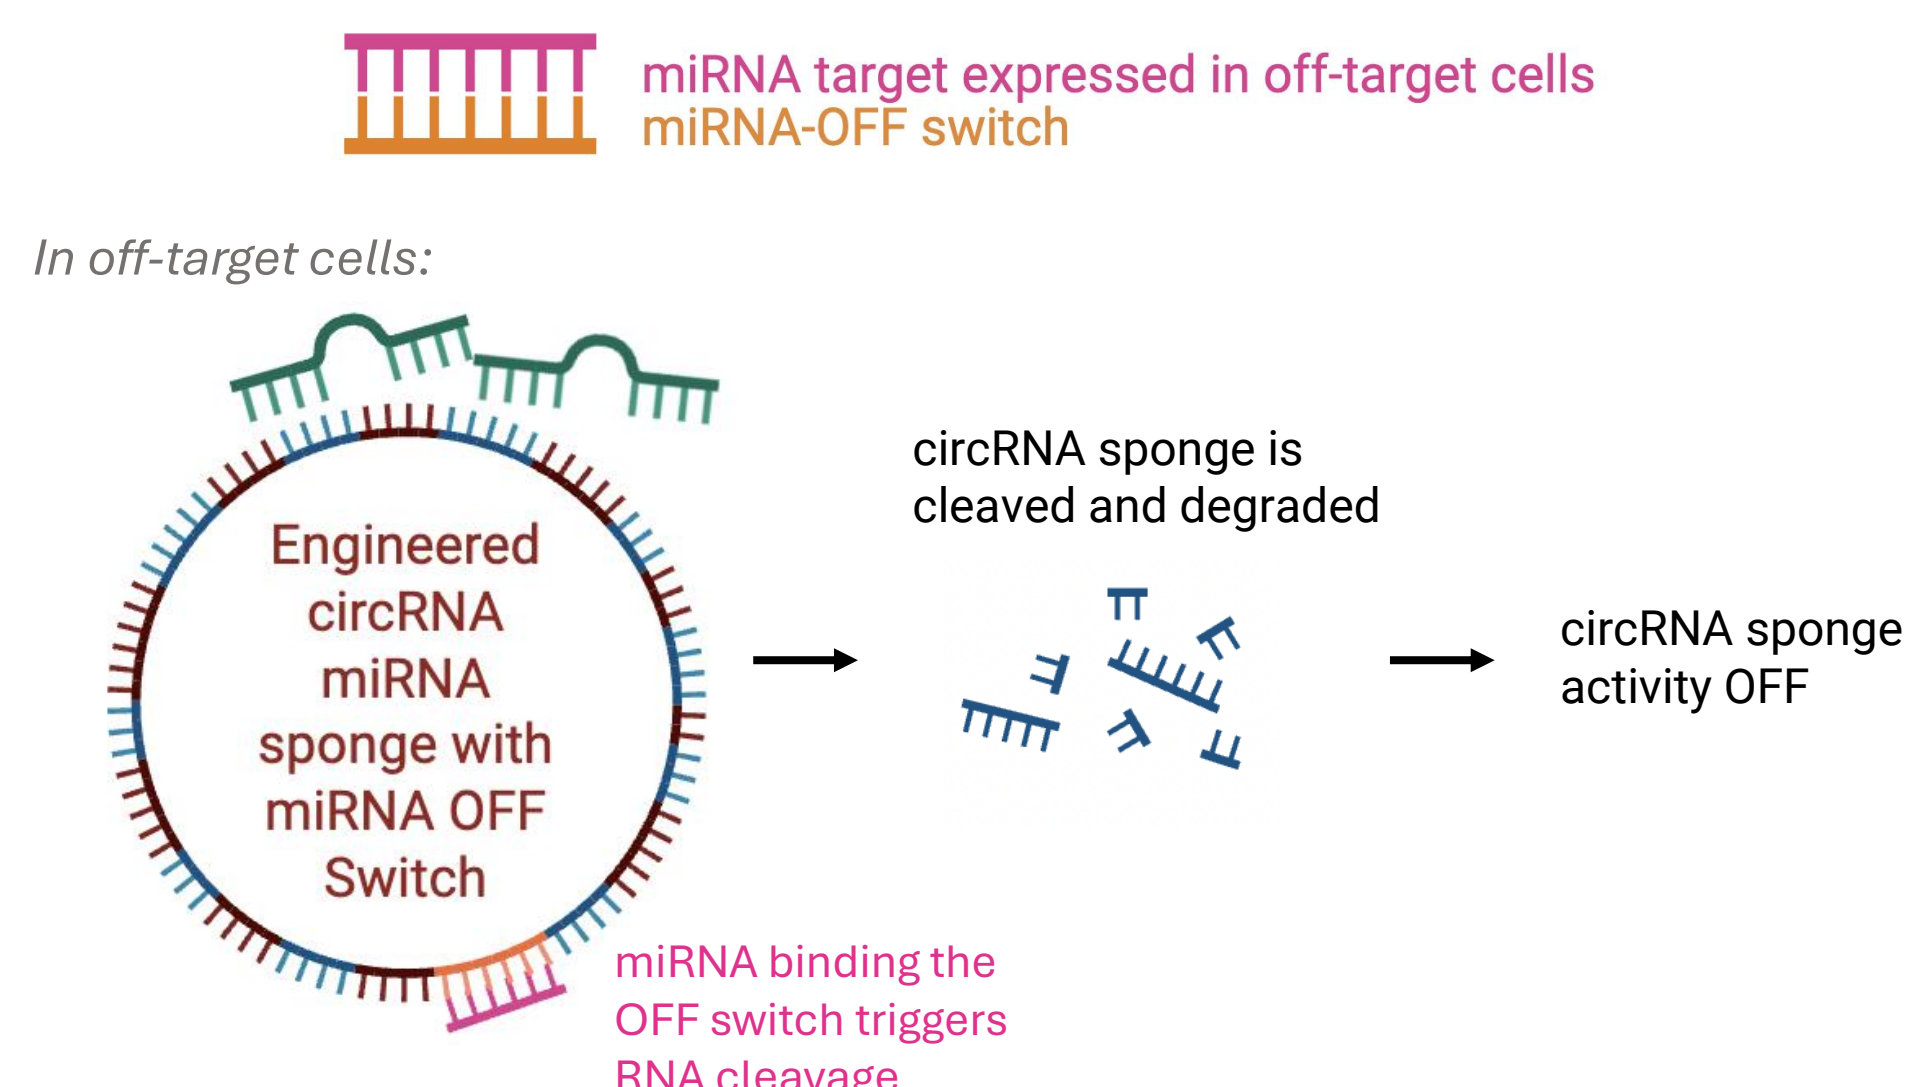 miRNA target expressed in off-target cells
miRNA-OFF switch
In off-target cells:
Engineered
circRNA
miRNA
sponge with
miRNA OFF
Switch
circRNA sponge is
cleaved and degraded
circRNA sponge
activity OFF
miRNA binding the
OFF switch triggers
RNA cleavage